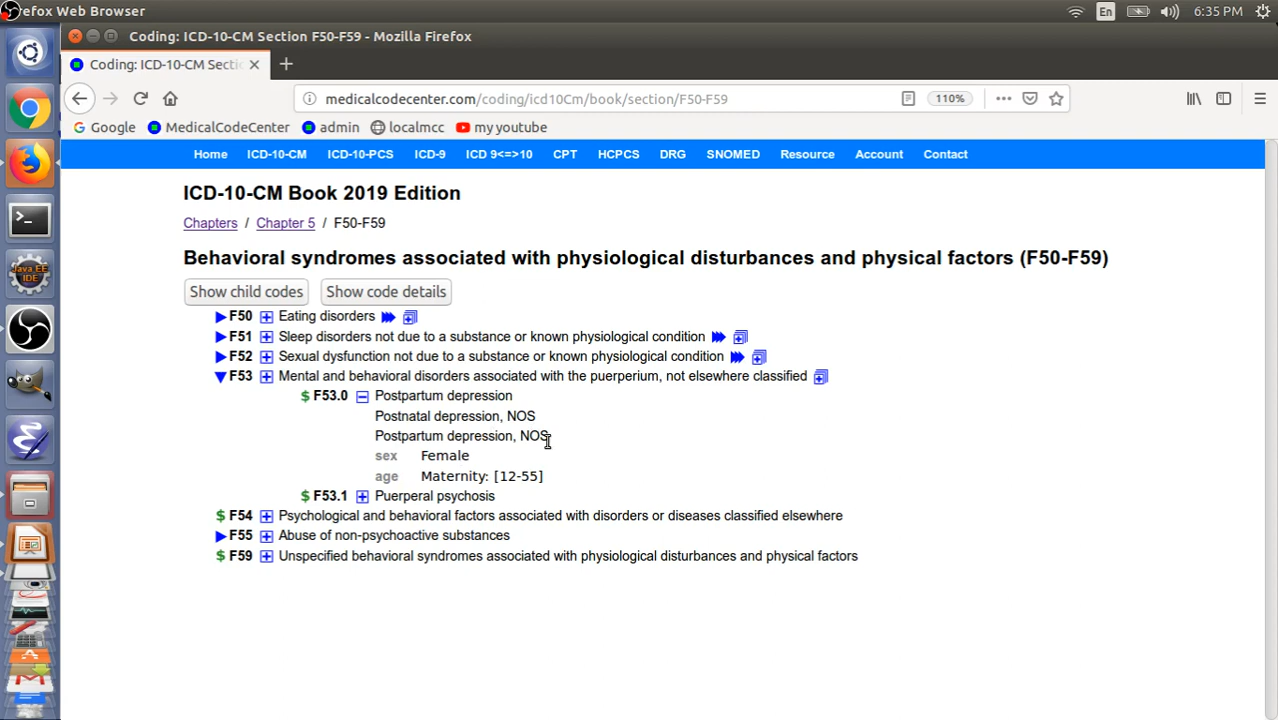 refox Web Browser
En
6:35 PM
Coding: ICD-10-CM Section F50-F59 - Mozilla Firefox
Coding: ICD-10-CM Secti
medicalcodecenter.com/coding/icd10Cm/book/section/F50-F59
110%
Google
MedicalCodeCenter
admin
localmcc
my youtube
Home
ICD-10-CM
ICD-10-PCS
ICD-9
ICD 9<=>10
CPT
HCPCS
DRG
SNOMED
Resource
Account
Contact
ICD-10-CM Book 2019 Edition
Chapters / Chapter 5 / F50-F59
Behavioral syndromes associated with physiological disturbances and physical factors (F50-F59)
Show child codes
Show code details
F50 Eating disorders
F51 Sleep disorders not due to a substance or known physiological condition
F52 Sexual dysfunction not due to a substance or known physiological condition
F53 Mental and behavioral disorders associated with the puerperium, not elsewhere classified
$ F53.0 Postpartum depression
Postnatal depression, NOS
Postpartum depression, NOS
sex Female
age Maternity: [12-55]
$ F53.1 Puerperal psychosis
$ F54 Psychological and behavioral factors associated with disorders or diseases classified elsewhere
F55 Abuse of non-psychoactive substances
$ F59 Unspecified behavioral syndromes associated with physiological disturbances and physical factors
Java EE
IDE